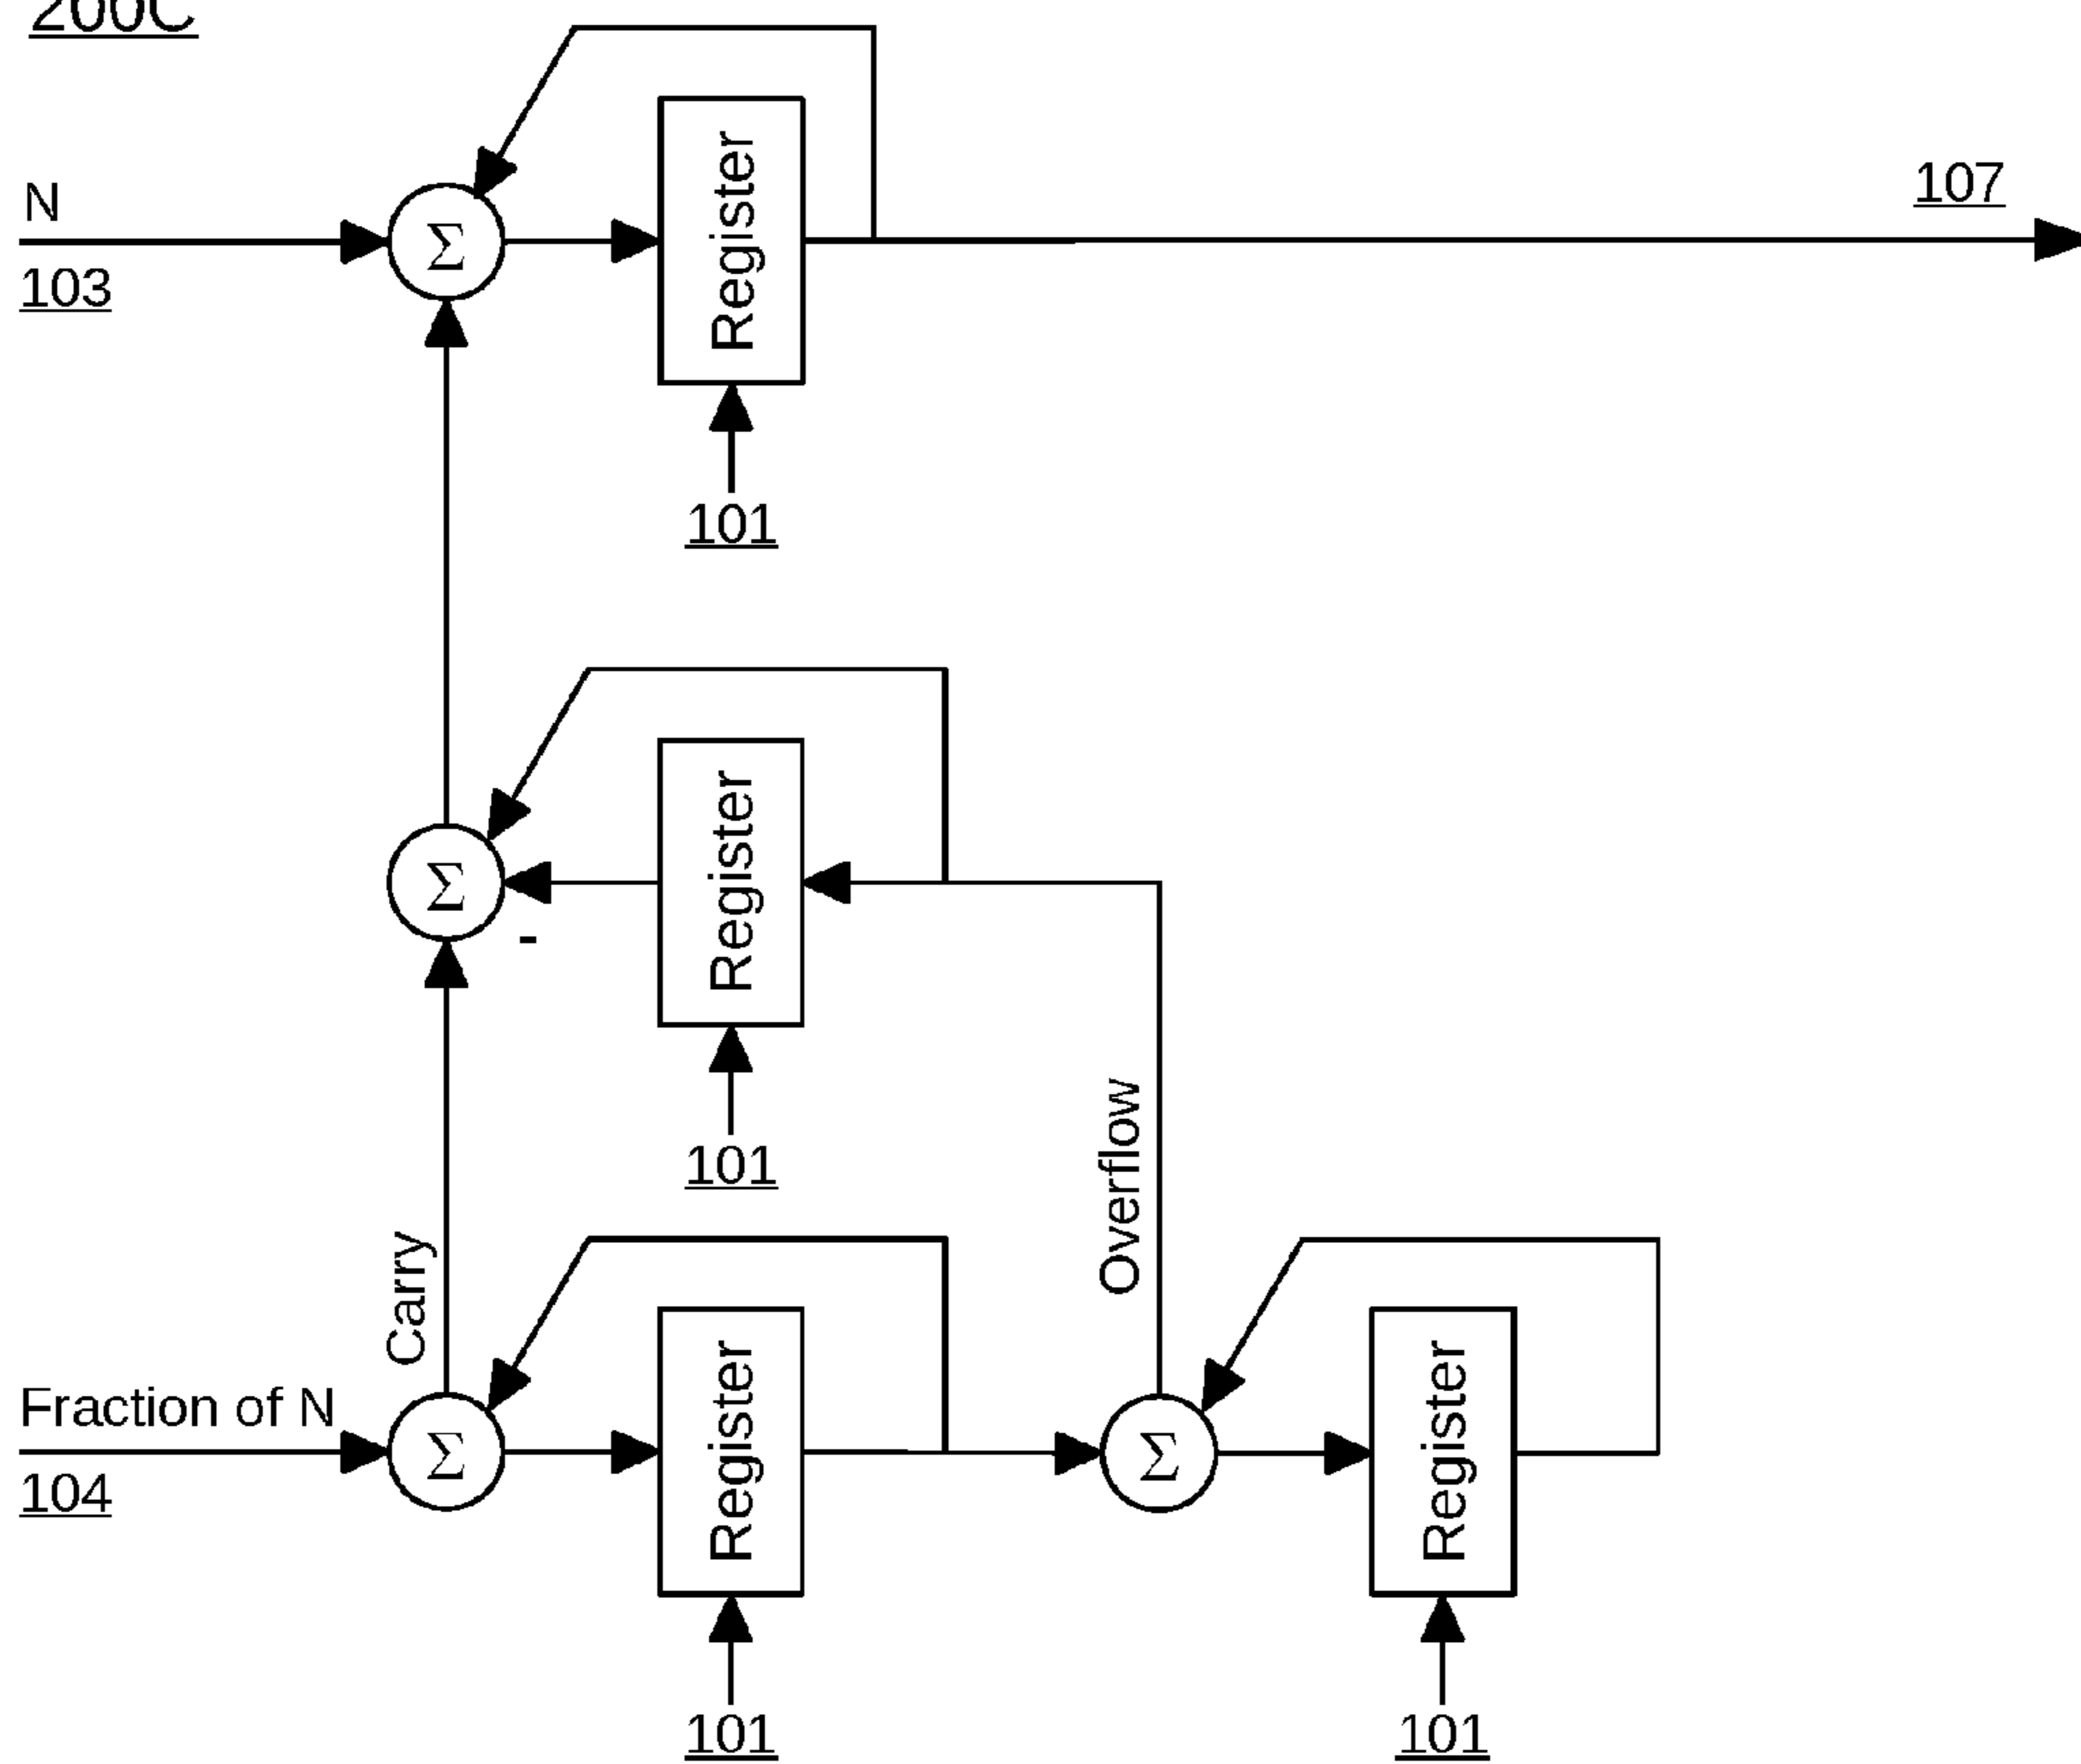 200C
N
103
Σ
Register
107
101
Σ
-
Register
101
Carry
Overflow
Fraction of N
104
Σ
Register
Σ
Register
101
101